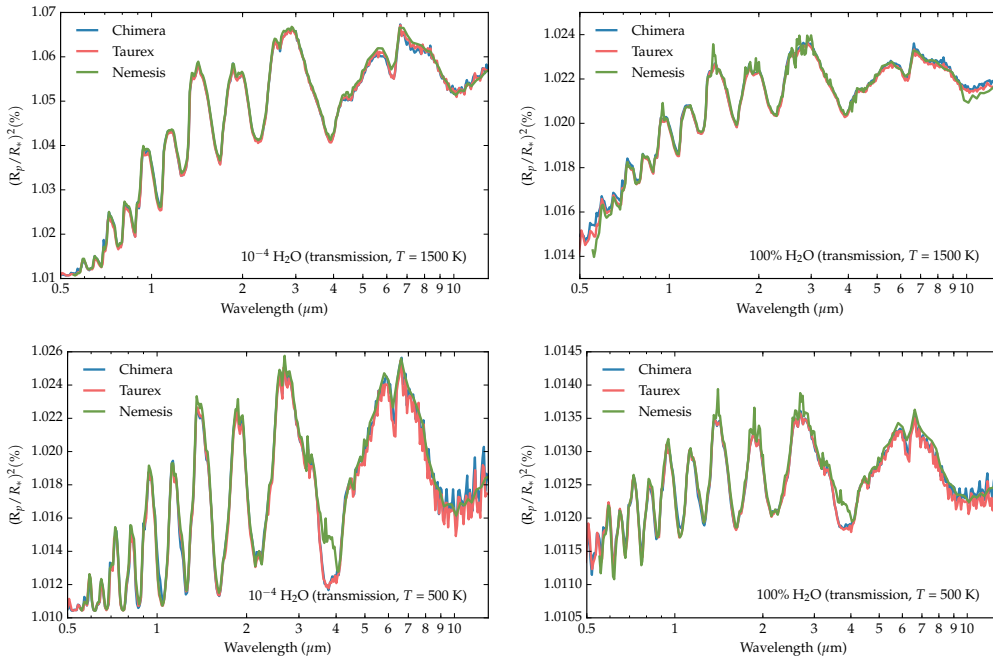 1.07
1.06
1.05
1.04
1.03
1.02
1.01
(Rp/R*)²(%)
Chimera
Taurex
Nemesis
10⁻⁴ H₂O (transmission, T = 1500 K)
0.5 1 2 3 4 5 6 7 8 9 10
Wavelength (μm)
1.024
1.022
1.020
1.018
1.016
1.014
(Rp/R*)²(%)
Chimera
Taurex
Nemesis
100% H₂O (transmission, T = 1500 K)
0.5 1 2 3 4 5 6 7 8 9 10
Wavelength (μm)
1.026
1.024
1.022
1.020
1.018
1.016
1.014
1.012
1.010
(Rp/R*)²(%)
Chimera
Taurex
Nemesis
10⁻⁴ H₂O (transmission, T = 500 K)
0.5 1 2 3 4 5 6 7 8 9 10
Wavelength (μm)
1.0145
1.0140
1.0135
1.0130
1.0125
1.0120
1.0115
1.0110
1.0105
(Rp/R*)²(%)
Chimera
Taurex
Nemesis
100% H₂O (transmission, T = 500 K)
0.5 1 2 3 4 5 6 7 8 9 10
Wavelength (μm)